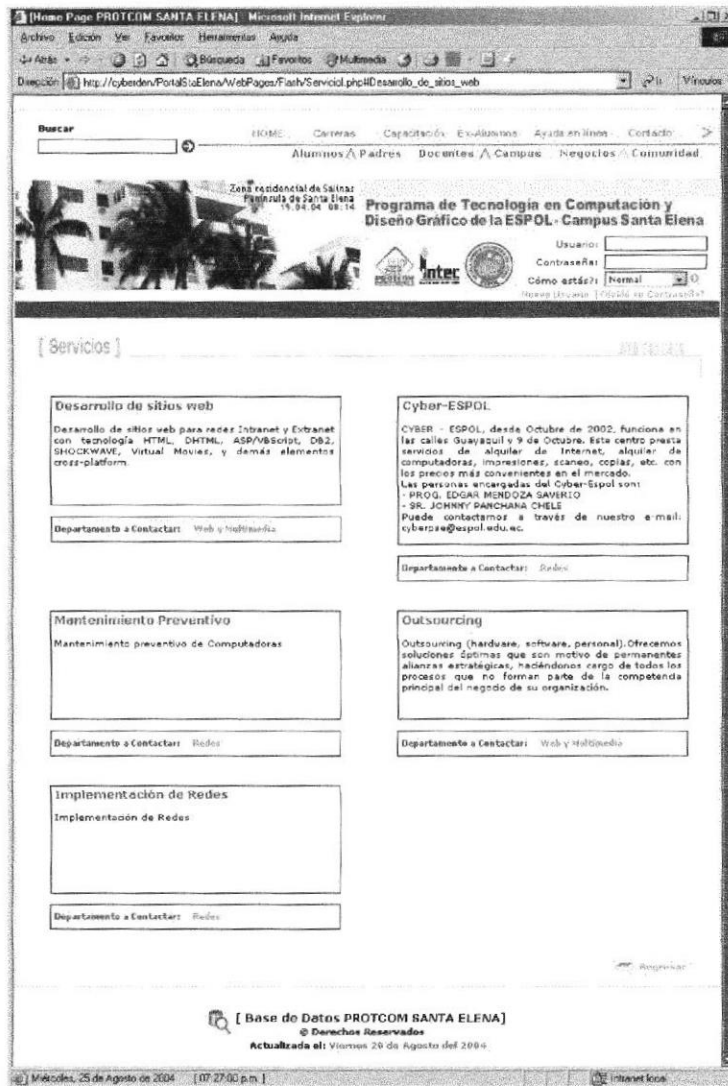 [Home Page PROTCOM SANTA ELENA] - Microsoft Internet Explorer
Archivo Edición Ver Favoritos Herramientas Ayuda
Atrás Búsqueda Favoritos Multimedia
Dirección http://cyberden/PortalStaElena/WebPages/Flash/Servicio1.php#Desarrollo_de_sitios_web Ir Vínculos
Buscar
HOME Carreras Capacitación Ex-Alumnos Ayuda en línea Contacto >
Alumnos Padres Docentes Campus Negocios Comunidad
Zona residencial de Salinas
Península de Santa Elena
19.04.04 08:14
Programa de Tecnología en Computación y
Diseño Gráfico de la ESPOL - Campus Santa Elena
Usuario:
PROTCOM intec
Contraseña:
Cómo estás?: Normal
Nuevo Usuario | Olvidó su Contraseña?
[ Servicios ]
Desarrollo de sitios web
Desarrollo de sitios web para redes Intranet y Extranet
con tecnología HTML, DHTML, ASP/VBScript, DB2,
SHOCKWAVE, Virtual Movies, y demás elementos
cross-platform.
Departamento a Contactar: Web y Multimedia
Cyber-ESPOL
CYBER - ESPOL, desde Octubre de 2002, funciona en
las calles Guayaquil y 9 de Octubre. Este centro presta
servicios de alquiler de Internet, alquiler de
computadoras, impresiones, scaneo, copias, etc. con
los precios más convenientes en el mercado.
Las personas encargadas del Cyber-Espol son:
- PROG. EDGAR MENDOZA SAVERIO
- SR. JOHNNY PANCHANA CHELE
Puede contactarnos a través de nuestro e-mail:
cyberpse@espol.edu.ec.
Departamento a Contactar: Redes
Mantenimiento Preventivo
Mantenimiento preventivo de Computadoras
Departamento a Contactar: Redes
Outsourcing
Outsourcing (hardware, software, personal).Ofrecemos
soluciones óptimas que son motivo de permanentes
alianzas estratégicas, haciéndonos cargo de todos los
procesos que no forman parte de la competencia
principal del negocio de su organización.
Departamento a Contactar: Web y Multimedia
Implementación de Redes
Implementación de Redes
Departamento a Contactar: Redes
Regresar
[ Base de Datos PROTCOM SANTA ELENA]
© Derechos Reservados
Actualizada el: Viernes 20 de Agosto del 2004
Miércoles, 25 de Agosto de 2004 [ 07:27:00 p.m. ] Intranet local